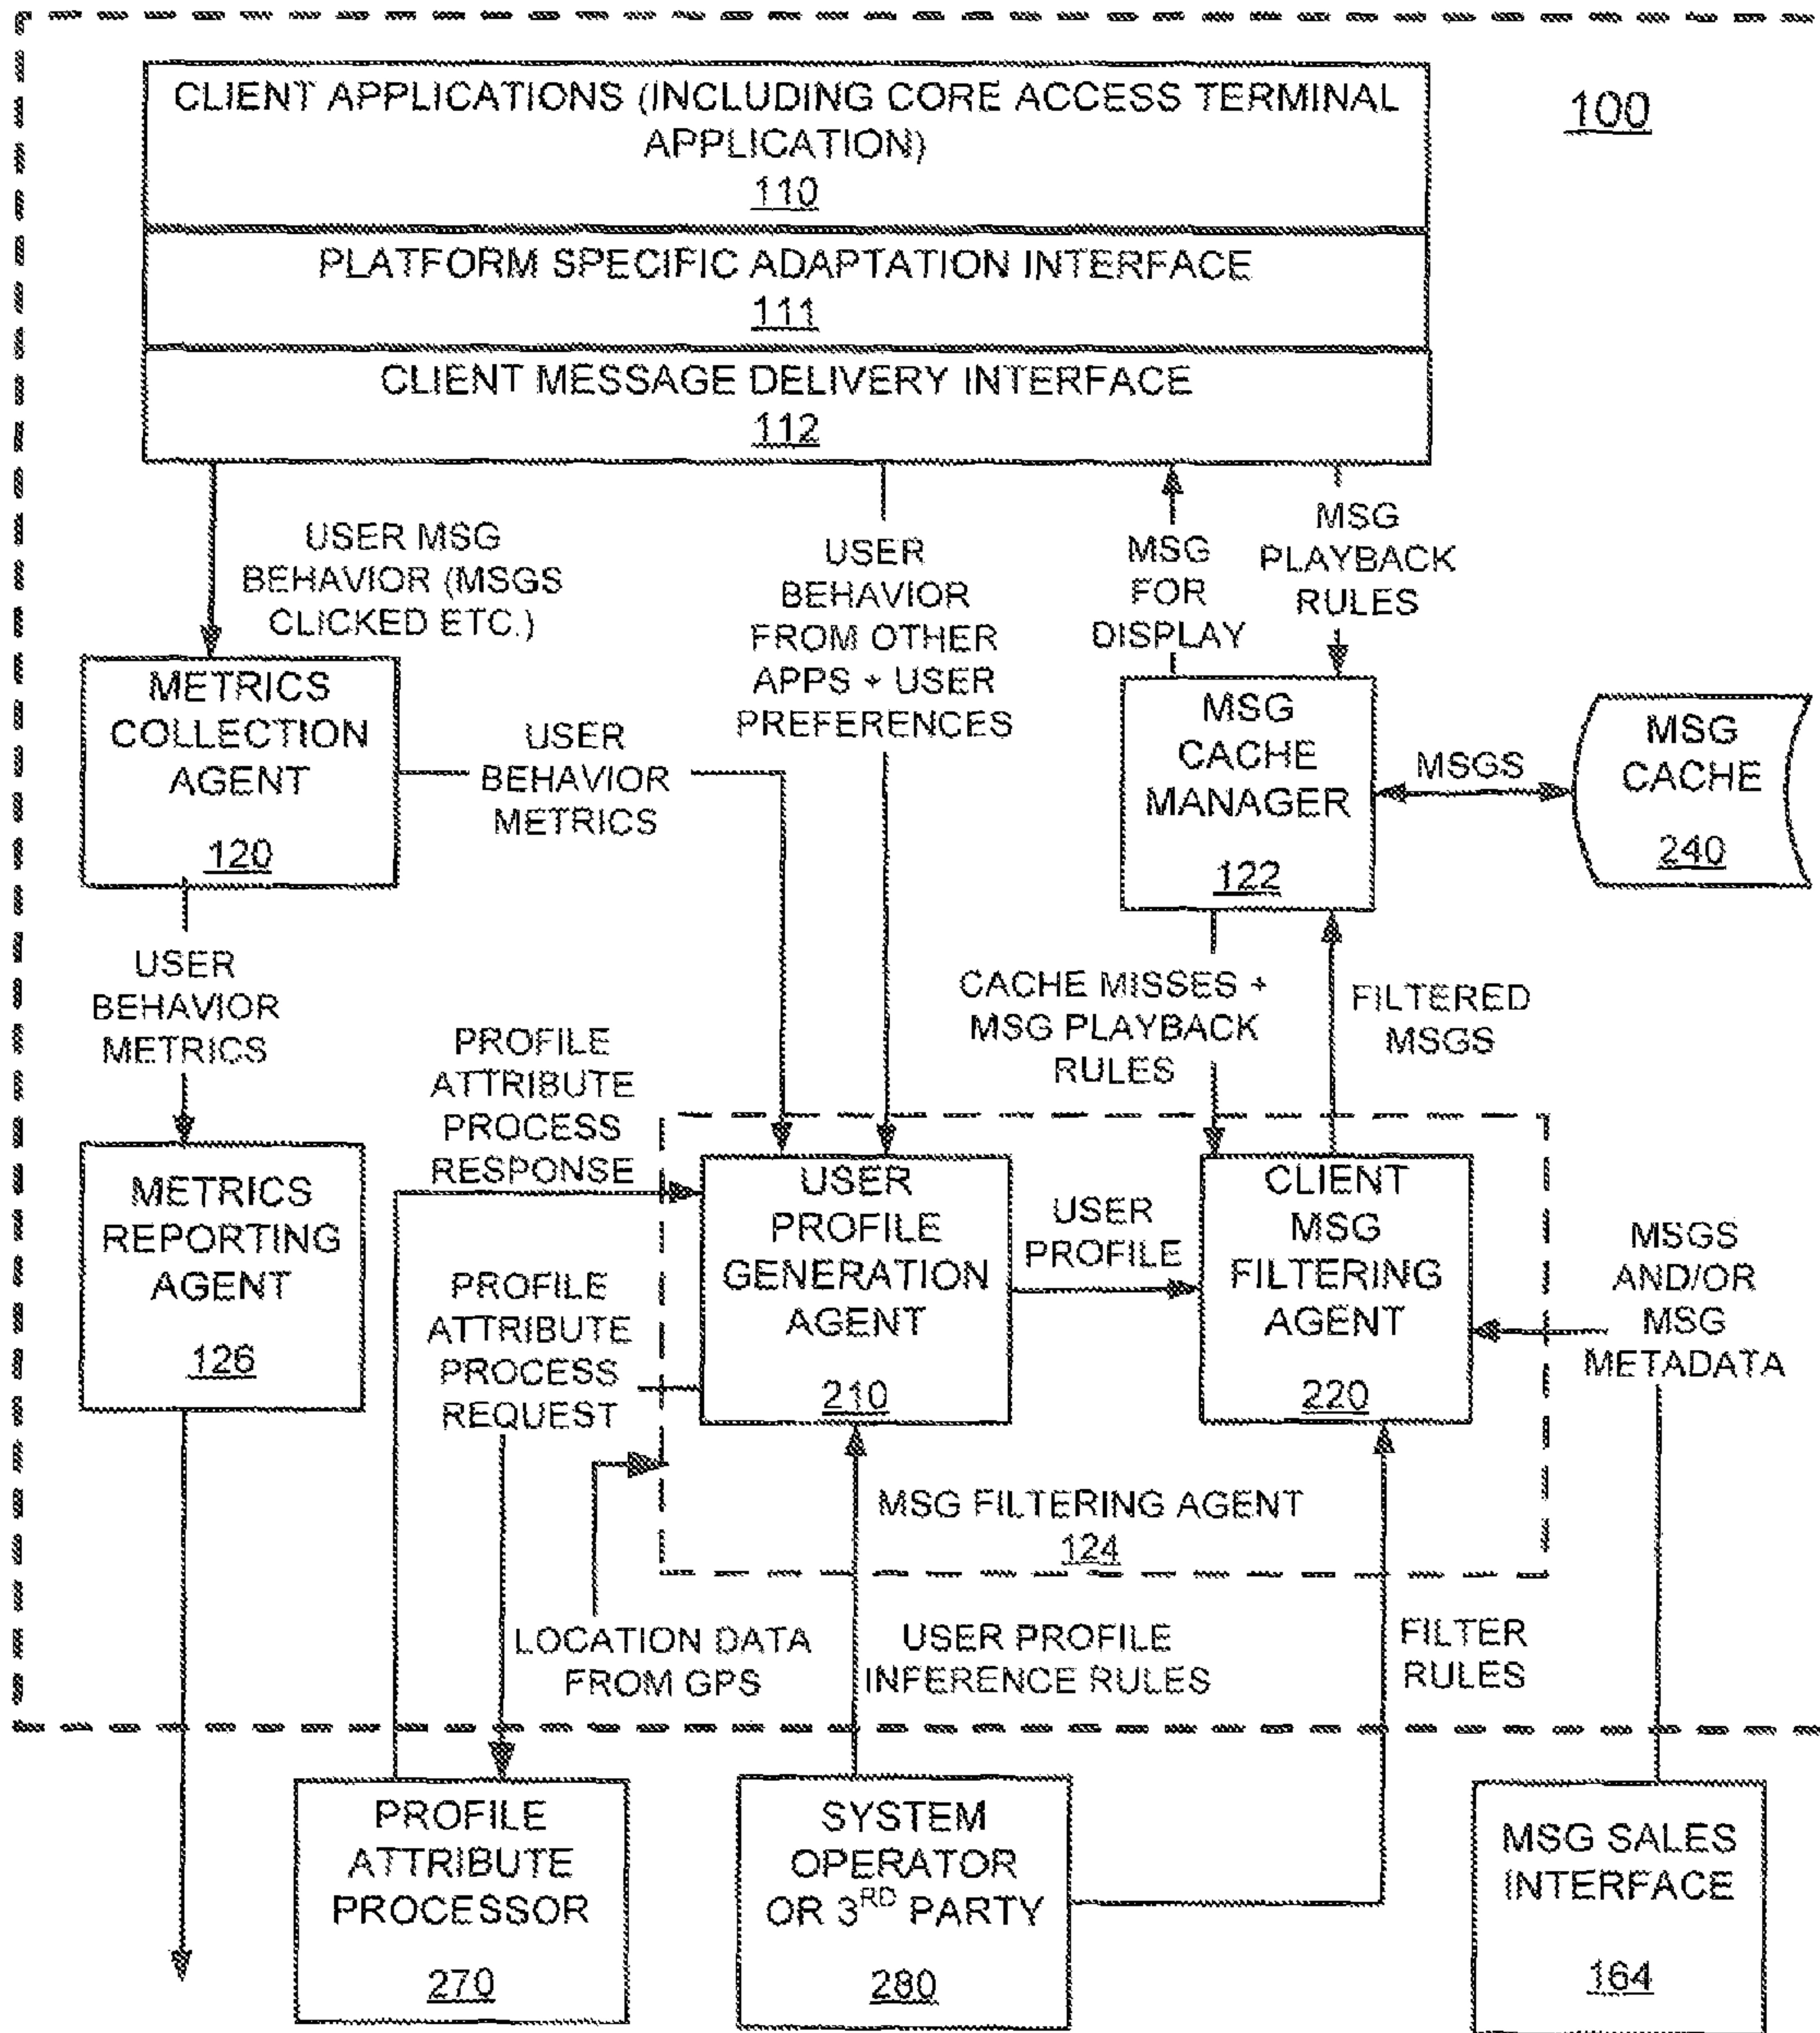 CLIENT APPLICATIONS (INCLUDING CORE ACCESS TERMINAL
APPLICATION)
110
100
PLATFORM SPECIFIC ADAPTATION INTERFACE
111
CLIENT MESSAGE DELIVERY INTERFACE
112
USER MSG
BEHAVIOR (MSGS
CLICKED ETC.)
USER
BEHAVIOR
FROM OTHER
APPS + USER
PREFERENCES
MSG
FOR
DISPLAY
MSG
PLAYBACK
RULES
METRICS
COLLECTION
AGENT
120
USER
BEHAVIOR
METRICS
MSG
CACHE
MANAGER
122
MSGS
MSG
CACHE
240
USER
BEHAVIOR
METRICS
CACHE MISSES +
MSG PLAYBACK
RULES
FILTERED
MSGS
PROFILE
ATTRIBUTE
PROCESS
RESPONSE
METRICS
REPORTING
AGENT
126
PROFILE
ATTRIBUTE
PROCESS
REQUEST
USER
PROFILE
GENERATION
AGENT
210
USER
PROFILE
CLIENT
MSG
FILTERING
AGENT
220
MSGS
AND/OR
MSG
METADATA
MSG FILTERING AGENT
124
LOCATION DATA
FROM GPS
USER PROFILE
INFERENCE RULES
FILTER
RULES
PROFILE
ATTRIBUTE
PROCESSOR
270
SYSTEM
OPERATOR
OR 3RD PARTY
280
MSG SALES
INTERFACE
164